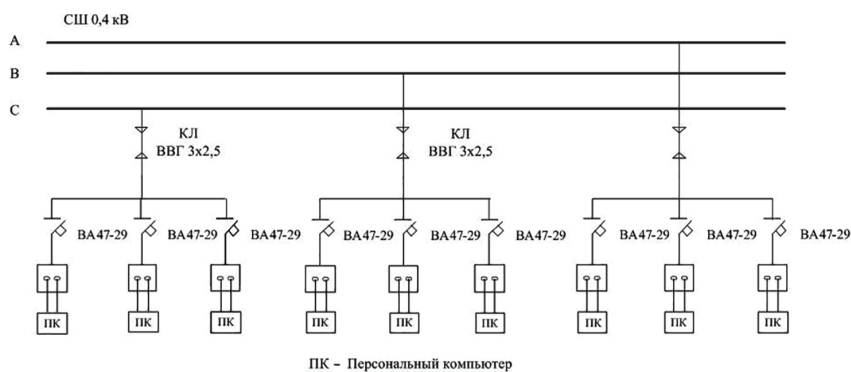 СШ 0,4 кВ
А
В
С
КЛ
ВВГ 3х2,5
КЛ
ВВГ 3х2,5
ВА47-29 ВА47-29 ВА47-29 ВА47-29 ВА47-29 ВА47-29 ВА47-29 ВА47-29 ВА47-29
ПК ПК ПК ПК ПК ПК ПК ПК ПК
ПК – Персональный компьютер